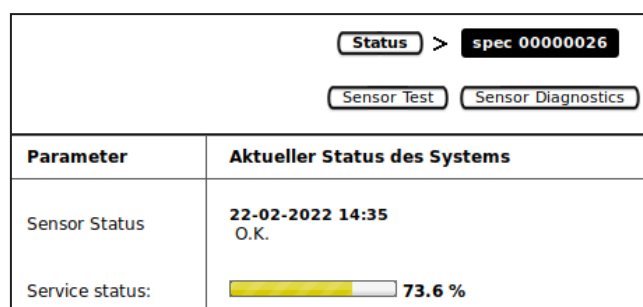 Status > spec 00000026
Sensor Test Sensor Diagnostics
Parameter Aktueller Status des Systems
Sensor Status 22-02-2022 14:35
O.K.
Service status: 73.6 %